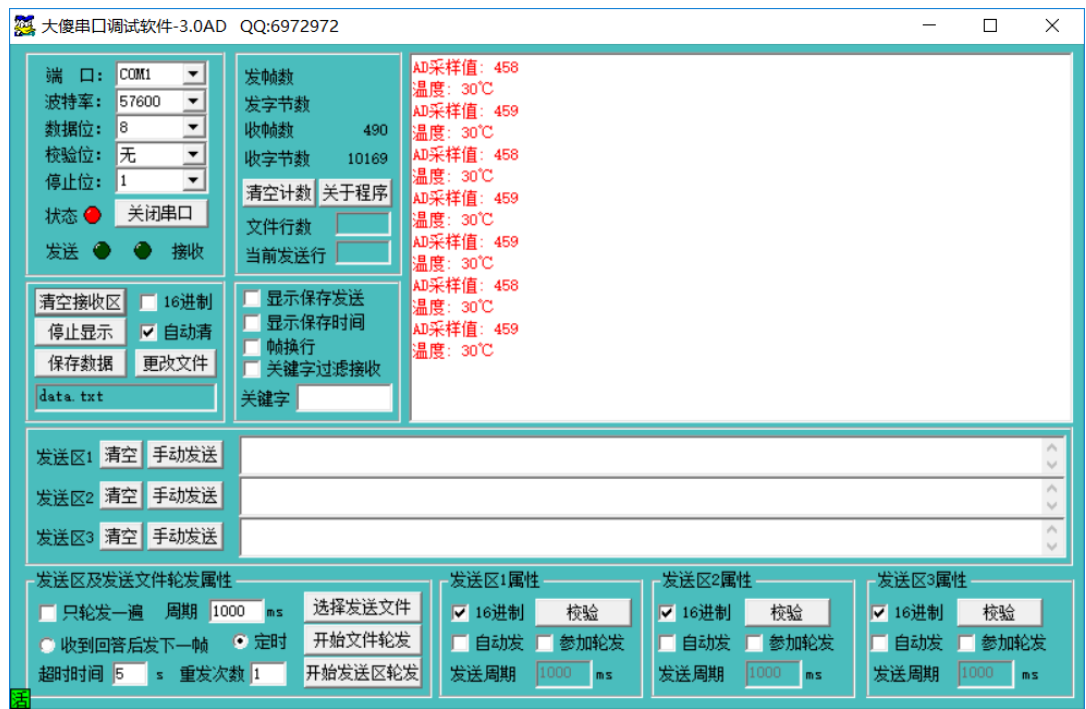 大傻串口调试软件-3.0AD QQ:6972972
端 口: COM1
波特率: 57600
数据位: 8
校验位: 无
停止位: 1
状态 关闭串口
发送 接收
发帧数
发字节数
收帧数 490
收字节数 10169
清空计数 关于程序
文件行数
当前发送行
AD采样值: 458
温度: 30℃
AD采样值: 459
温度: 30℃
AD采样值: 458
温度: 30℃
AD采样值: 459
温度: 30℃
AD采样值: 459
温度: 30℃
AD采样值: 458
温度: 30℃
AD采样值: 459
温度: 30℃
清空接收区 16进制
停止显示 自动清
保存数据 更改文件
data.txt
显示保存发送
显示保存时间
帧换行
关键字过滤接收
关键字
发送区1 清空 手动发送
发送区2 清空 手动发送
发送区3 清空 手动发送
发送区及发送文件轮发属性
只轮发一遍 周期 1000 ms 选择发送文件
收到回答后发下一帧 定时 开始文件轮发
超时时间 5 s 重发次数 1 开始发送区轮发
发送区1属性
16进制 校验
自动发 参加轮发
发送周期 1000 ms
发送区2属性
16进制 校验
自动发 参加轮发
发送周期 1000 ms
发送区3属性
16进制 校验
自动发 参加轮发
发送周期 1000 ms
活